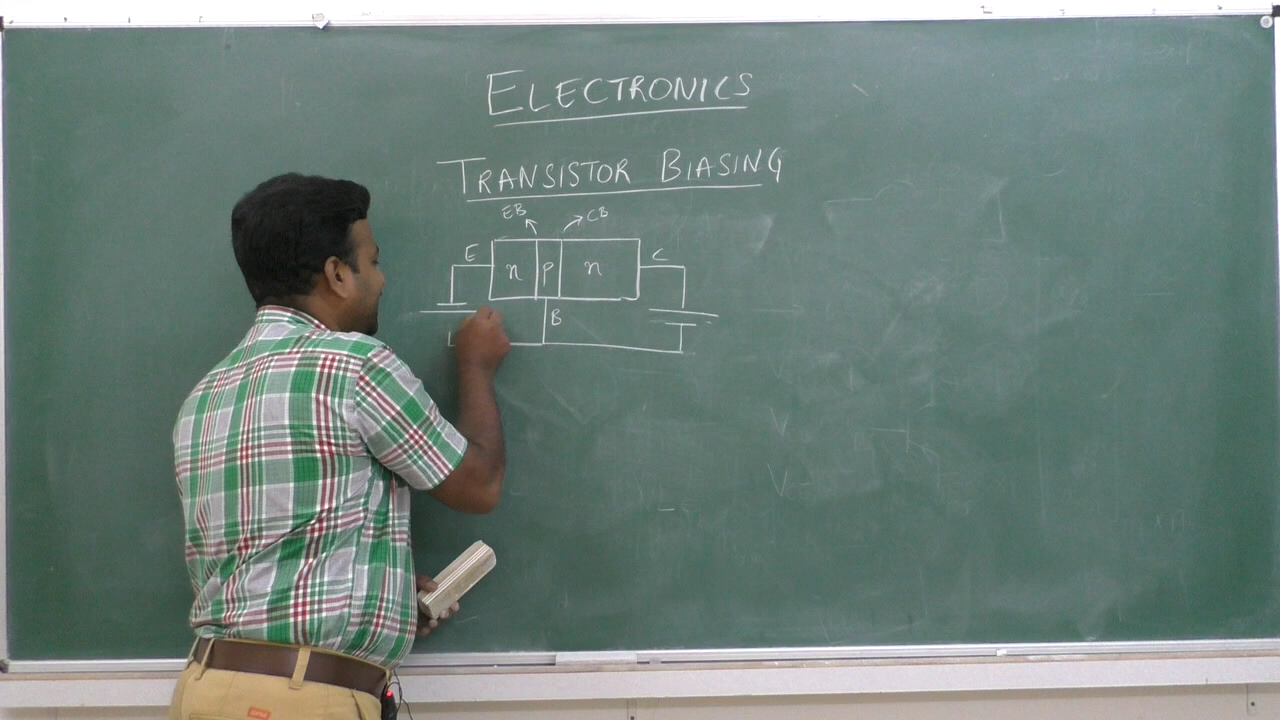 ELECTRONICS
TRANSISTOR BIASING
EB CB
E n p n C
B